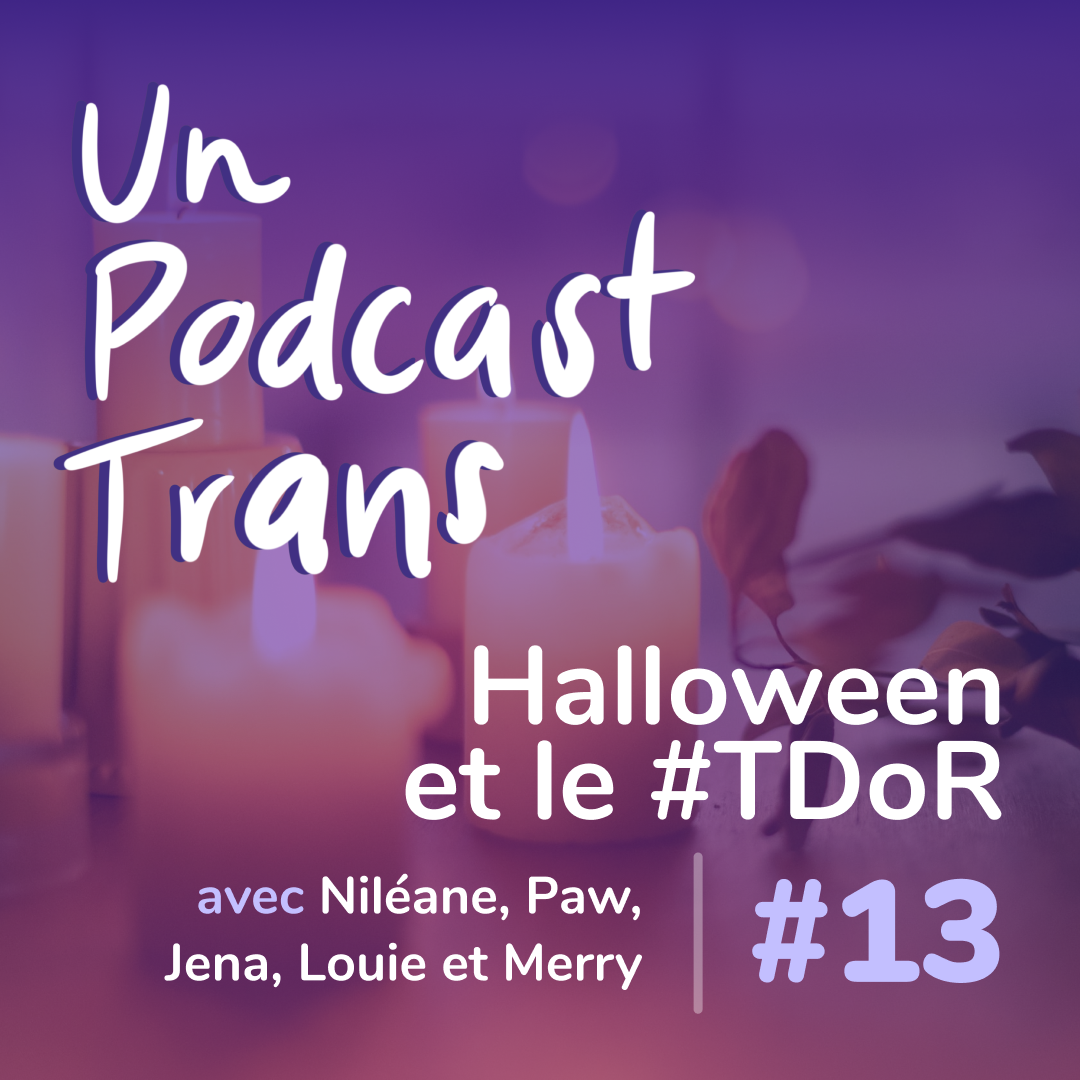 Un
Podcast
Trans
Halloween
et le #TDoR
avec Niléane, Paw,
Jena, Louie et Merry
#13